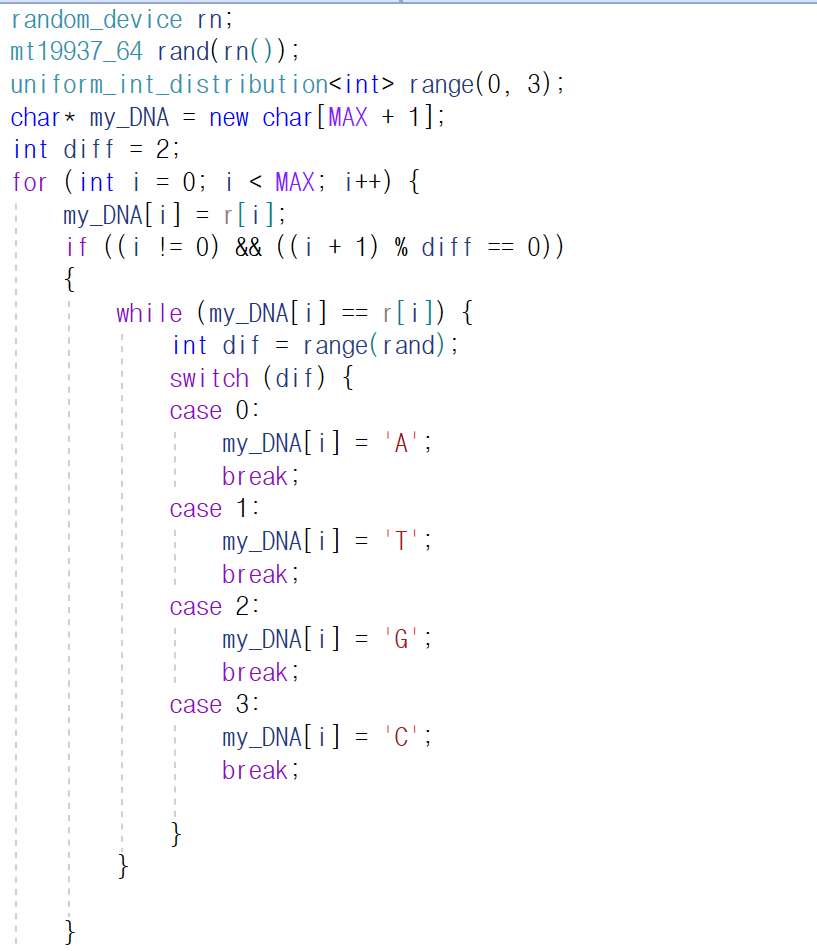 random_device rn;
mt19937_64 rand(rn());
uniform_int_distribution<int> range(0, 3);
char* my_DNA = new char[MAX + 1];
int diff = 2;
for (int i = 0; i < MAX; i++) {
my_DNA[i] = r[i];
if ((i != 0) && ((i + 1) % diff == 0))
{
while (my_DNA[i] == r[i]) {
int dif = range(rand);
switch (dif) {
case 0:
my_DNA[i] = 'A';
break;
case 1:
my_DNA[i] = 'T';
break;
case 2:
my_DNA[i] = 'G';
break;
case 3:
my_DNA[i] = 'C';
break;
}
}
}